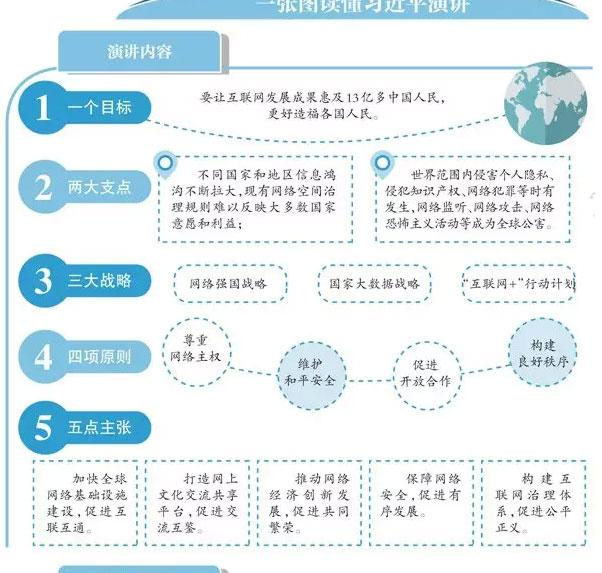 一张图读懂习近平演讲
演讲内容
1 一个目标
要让互联网发展成果惠及13亿多中国人民，
更好造福各国人民。
2 两大支点
不同国家和地区信息鸿
沟不断拉大，现有网络空间治
理规则难以反映大多数国家
意愿和利益；
世界范围内侵害个人隐私、
侵犯知识产权、网络犯罪等时有
发生，网络监听、网络攻击、网络
恐怖主义活动等成为全球公害。
3 三大战略
网络强国战略
国家大数据战略
“互联网+”行动计划
4 四项原则
尊重
网络主权
维护
和平安全
促进
开放合作
构建
良好秩序
5 五点主张
加快全球
网络基础设施
建设，促进互
联互通。
打造网上
文化交流共享
平台，促进交
流互鉴。
推动网络
经济创新发
展，促进共同
繁荣。
保障网络
安全，促进有
序发展。
构建互
联网治理体
系，促进公平
正义。